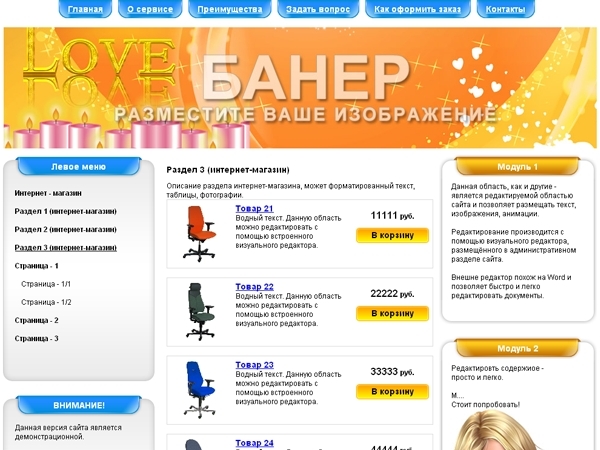 Главная
О сервисе
Преимущества
Задать вопрос
Как оформить заказ
Контакты
LOVE
БАНЕР
РАЗМЕСТИТЕ ВАШЕ ИЗОБРАЖЕНИЕ
Левое меню
Интернет - магазин
Раздел 1 (интернет-магазин)
Раздел 2 (интернет-магазин)
Раздел 3 (интернет-магазин)
Страница - 1
Страница - 1/1
Страница - 1/2
Страница - 2
Страница - 3
ВНИМАНИЕ!
Данная версия сайта является
демонстрационной.
Раздел 3 (интернет-магазин)
Описание раздела интернет-магазина, может форматированный текст,
таблицы, фотографии.
Товар 21
Водный текст. Данную область
можно редактировать с
помощью встроенного
визуального редактора.
11111 руб.
В корзину
Товар 22
Водный текст. Данную область
можно редактировать с
помощью встроенного
визуального редактора.
22222 руб.
В корзину
Товар 23
Водный текст. Данную область
можно редактировать с
помощью встроенного
визуального редактора.
33333 руб.
В корзину
Товар 24
44444 руб.
Модуль 1
Данная область, как и другие -
является редактируемой областью
сайта и позволяет размещать текст,
изображения, анимации.
Редактирование производится с
помощью визуального редактора,
размещённого в административном
разделе сайта.
Внешне редактор похож на Word и
позволяет быстро и легко
редактировать документы.
Модуль 2
Редактировть содержиое -
просто и легко.
М....
Стоит попробовать!